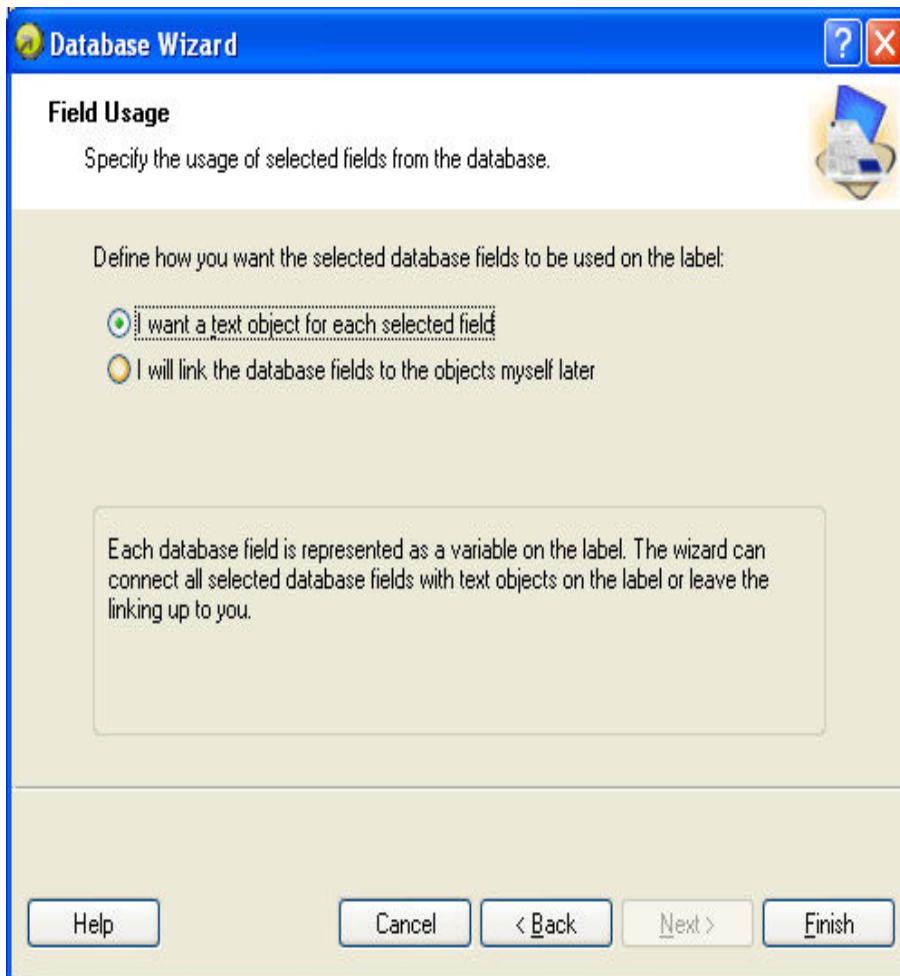 Database Wizard
Field Usage
Specify the usage of selected fields from the database.
Define how you want the selected database fields to be used on the label:
I want a text object for each selected field
I will link the database fields to the objects myself later
Each database field is represented as a variable on the label. The wizard can
connect all selected database fields with text objects on the label or leave the
linking up to you.
Help Cancel < Back Next > Finish